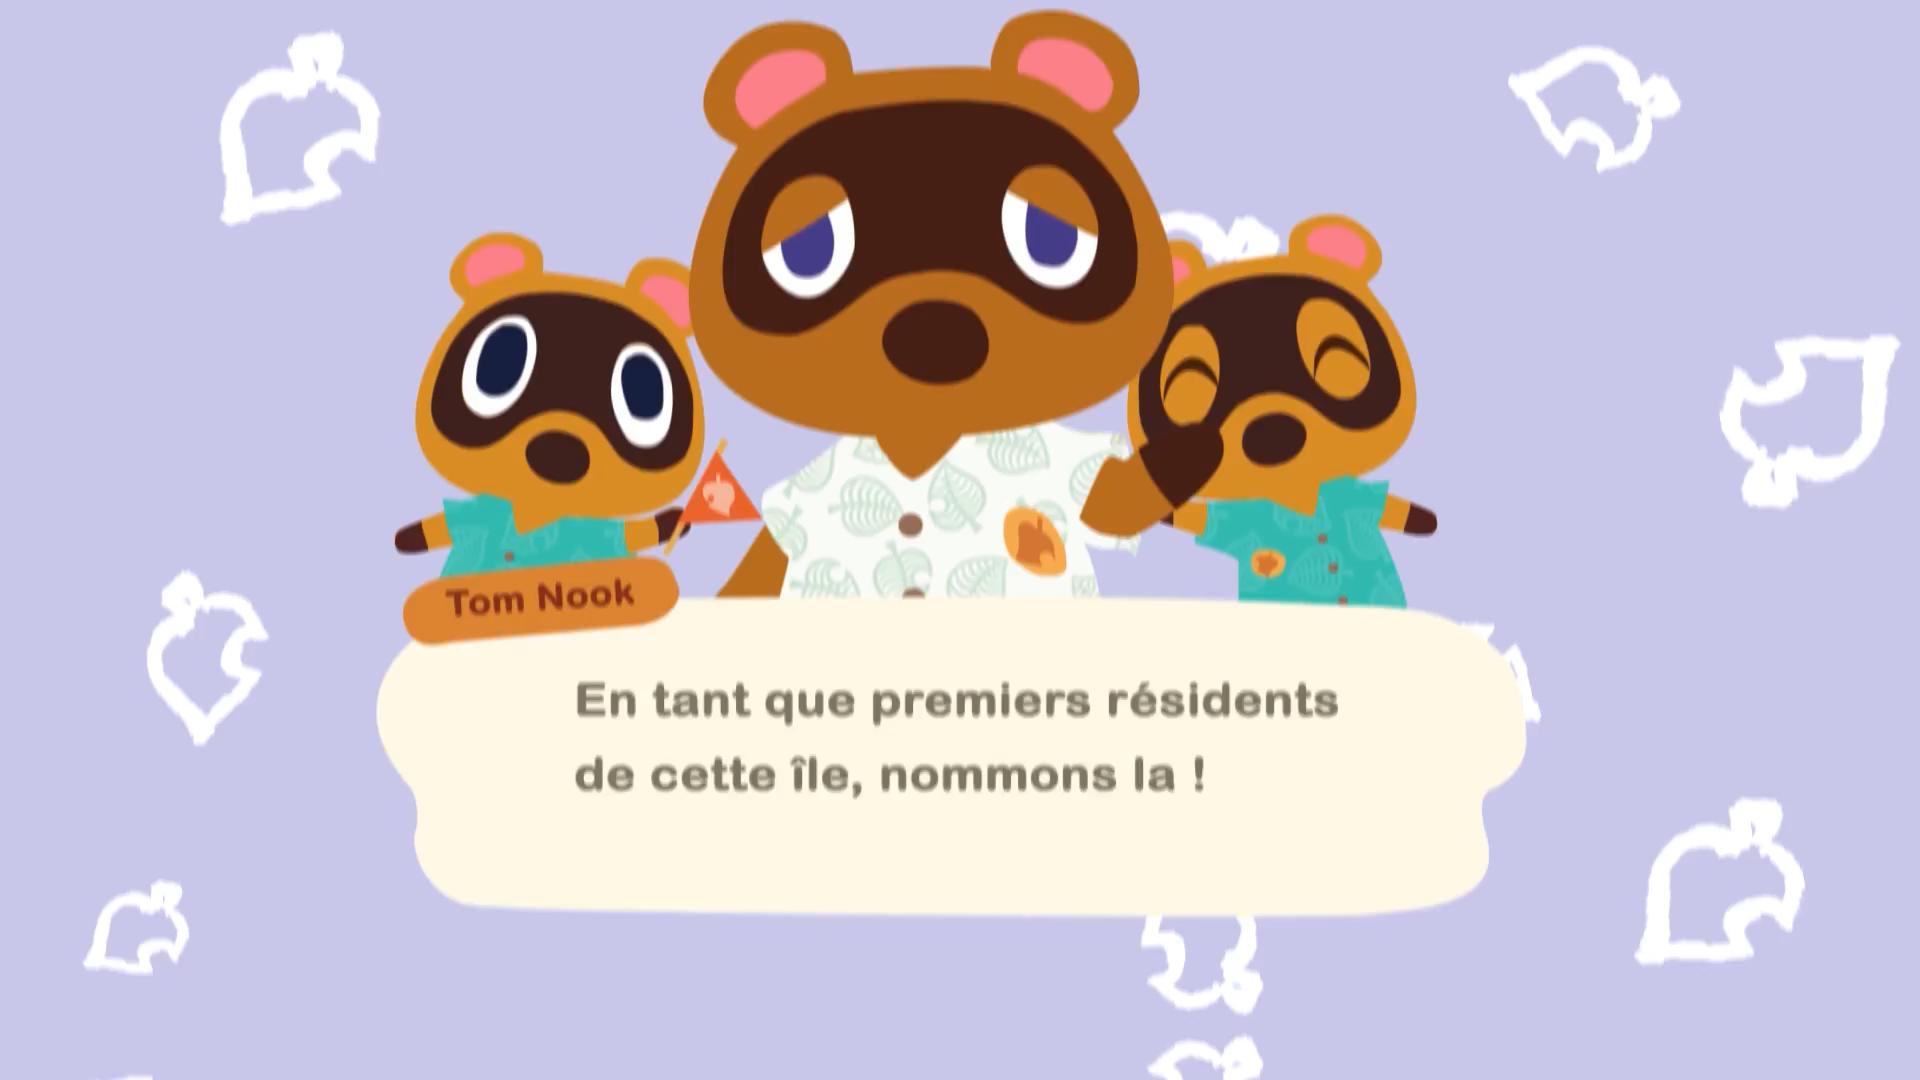 Tom Nook
En tant que premiers résidents
de cette île, nommons la !